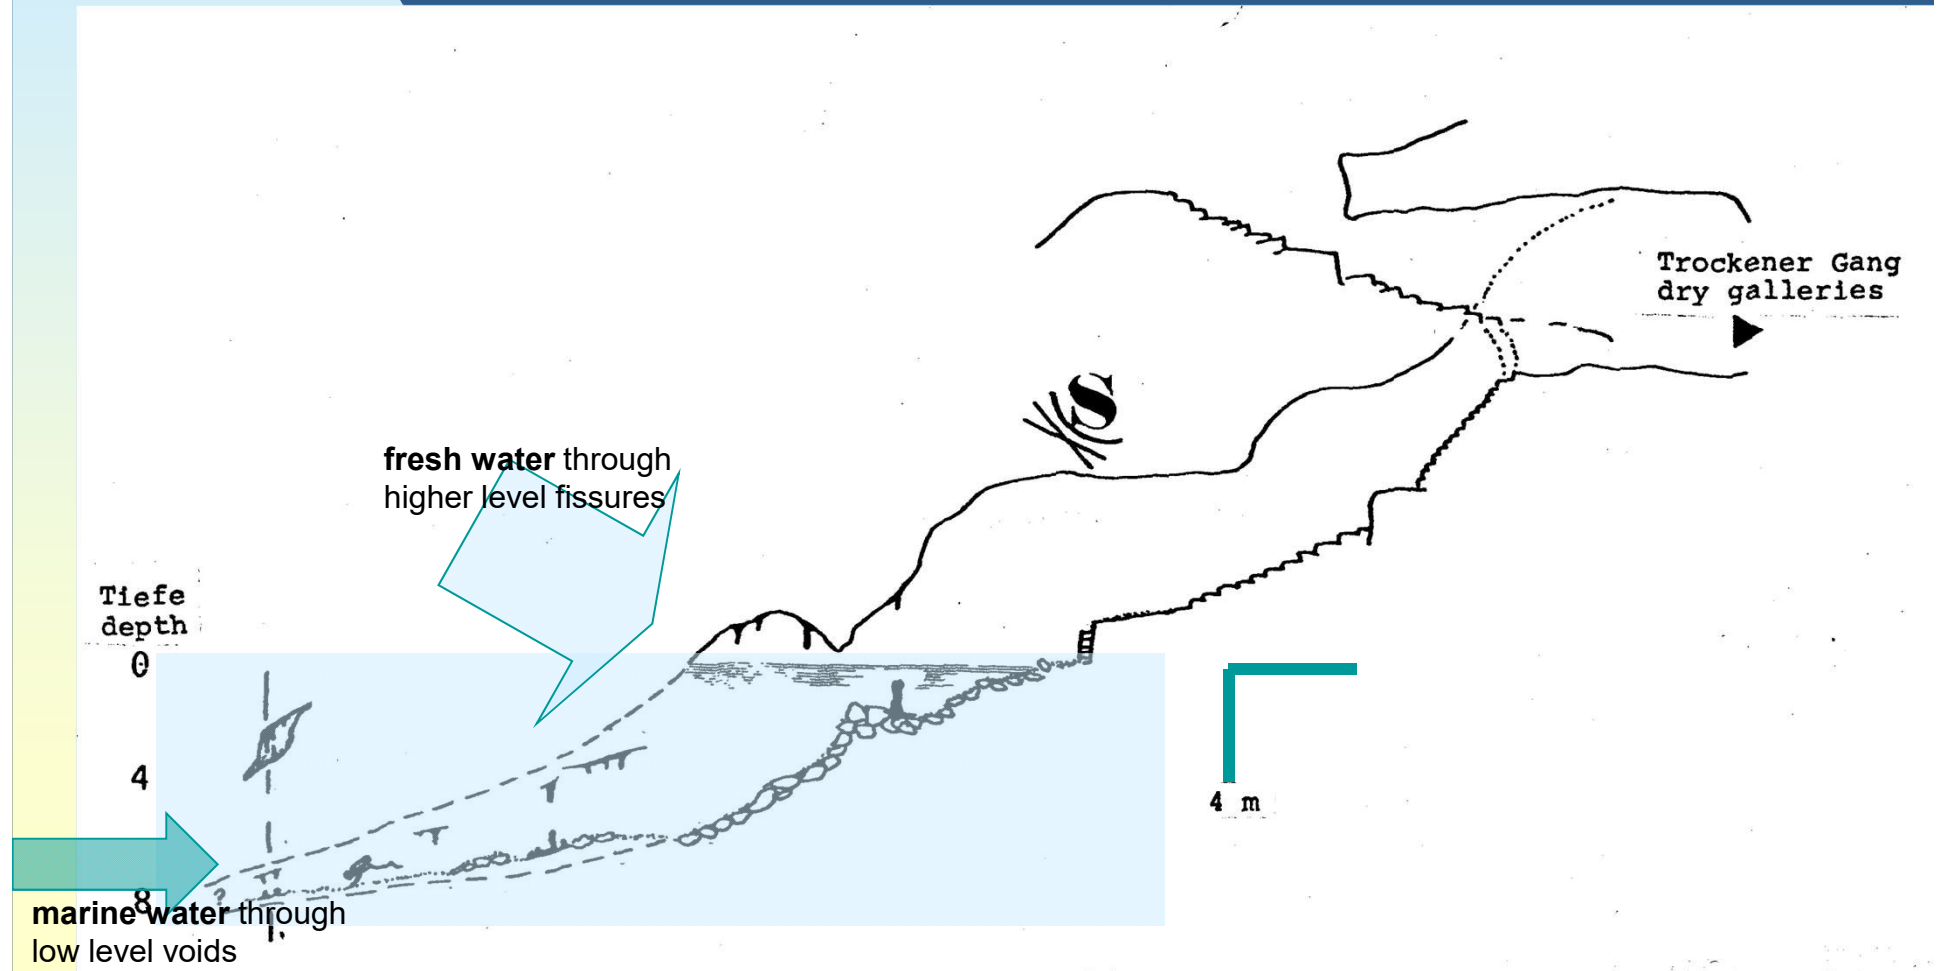 Trockener Gang
dry galleries
S
fresh water through
higher level fissures
Tiefe
depth
0
4
4 m
?
8
marine water through
low level voids